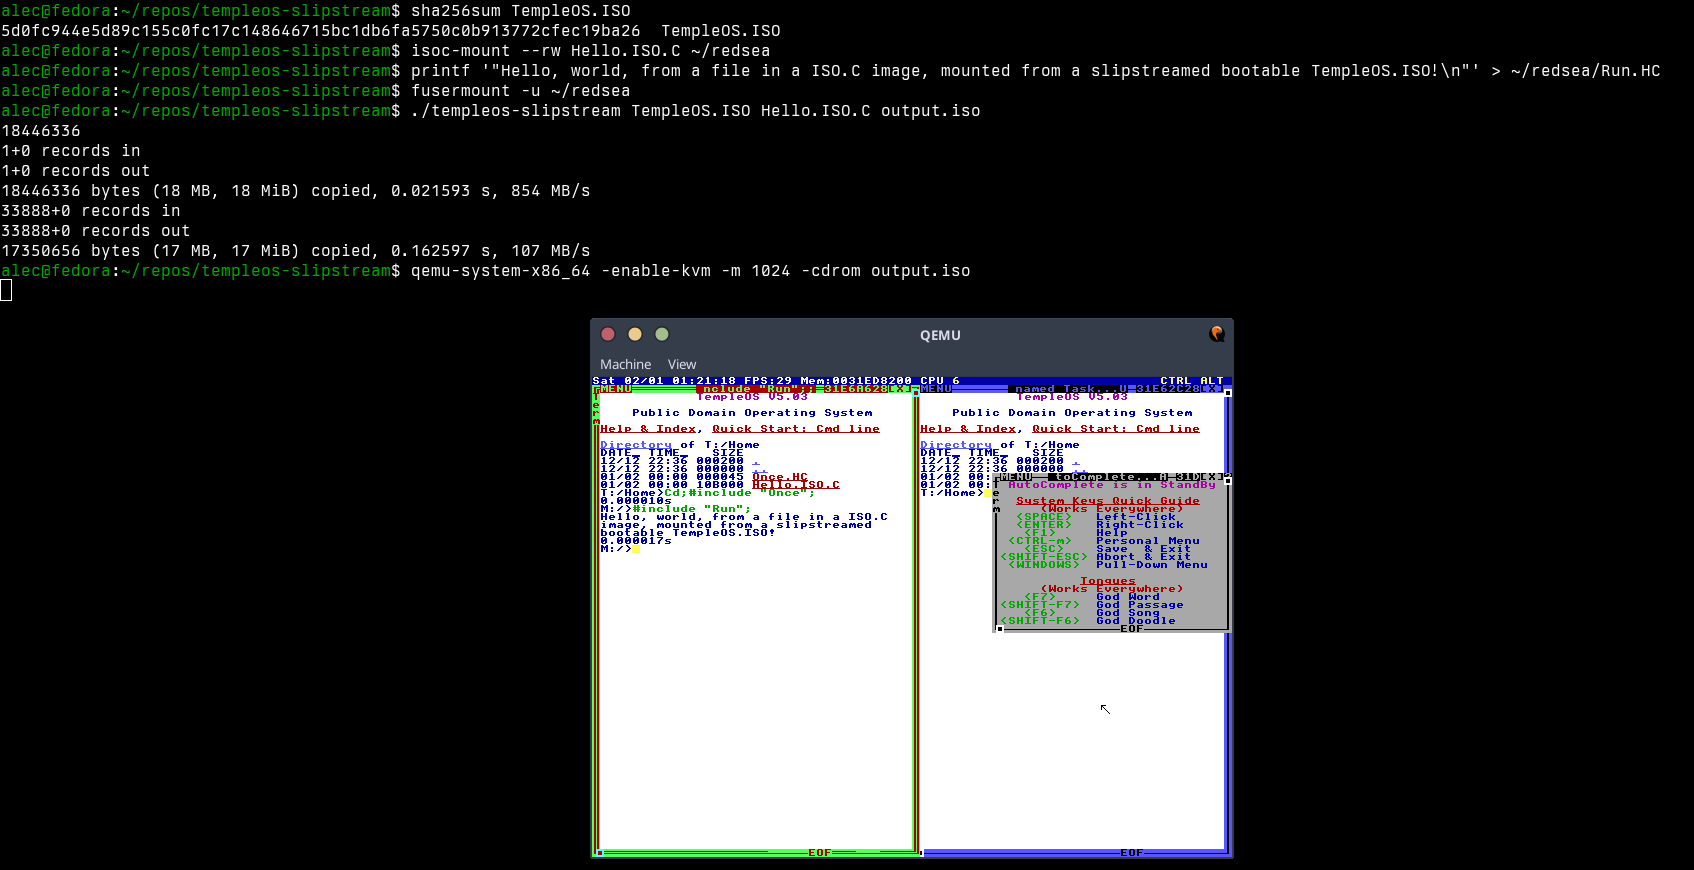 alec@fedora:~/repos/templeos-slipstream$ sha256sum TempleOS.ISO
5d0fc944e5d89c155c0fc17c148646715bc1db6fa5750c0b913772cfec19ba26  TempleOS.ISO
alec@fedora:~/repos/templeos-slipstream$ isoc-mount --rw Hello.ISO.C ~/redsea
alec@fedora:~/repos/templeos-slipstream$ printf '"Hello, world, from a file in a ISO.C image, mounted from a slipstreamed bootable TempleOS.ISO!\n"' > ~/redsea/Run.HC
alec@fedora:~/repos/templeos-slipstream$ fusermount -u ~/redsea
alec@fedora:~/repos/templeos-slipstream$ ./templeos-slipstream TempleOS.ISO Hello.ISO.C output.iso
18446336
1+0 records in
1+0 records out
18446336 bytes (18 MB, 18 MiB) copied, 0.021593 s, 854 MB/s
33888+0 records in
33888+0 records out
17350656 bytes (17 MB, 17 MiB) copied, 0.162597 s, 107 MB/s
alec@fedora:~/repos/templeos-slipstream$ qemu-system-x86_64 -enable-kvm -m 1024 -cdrom output.iso
QEMU
Machine View
Sat 02/01 01:21:18 FPS:29 Mem:0031ED8200 CPU 6 CTRL ALT
MENU nclude "Run";; 31E6A628[X]
Term
TempleOS V5.03
Public Domain Operating System
Help & Index, Quick Start: Cmd line
Directory of T:/Home
DATE_ TIME_ SIZE
12/12 22:36 000200 .
12/12 22:36 000000 ..
01/02 00:00 000045 Once.HC
01/02 00:00 10B000 Hello.ISO.C
T:/Home>Cd;#include "Once";
0.000010s
M:/>#include "Run";
Hello, world, from a file in a ISO.C
image, mounted from a slipstreamed
bootable TempleOS.ISO!
0.000017s
M:/>
EOF
MENU named Task...U 31E62C28[X]
TempleOS V5.03
Public Domain Operating System
Help & Index, Quick Start: Cmd line
Directory of T:/Home
DATE_ TIME_ SIZE
12/12 22:36 000200 .
12/12 22:36 000000 ..
01/02 00:
01/02 00:
T:/Home>
EOF
MENU toComplete...A 31D[X]
AutoComplete is in StandBy
System Keys Quick Guide
(Works Everywhere)
<SPACE> Left-Click
<ENTER> Right-Click
<F1> Help
<CTRL-m> Personal Menu
<ESC> Save & Exit
<SHIFT-ESC> Abort & Exit
<WINDOWS> Pull-Down Menu
Tongues
(Works Everywhere)
<F7> God Word
<SHIFT-F7> God Passage
<F6> God Song
<SHIFT-F6> God Doodle
EOF